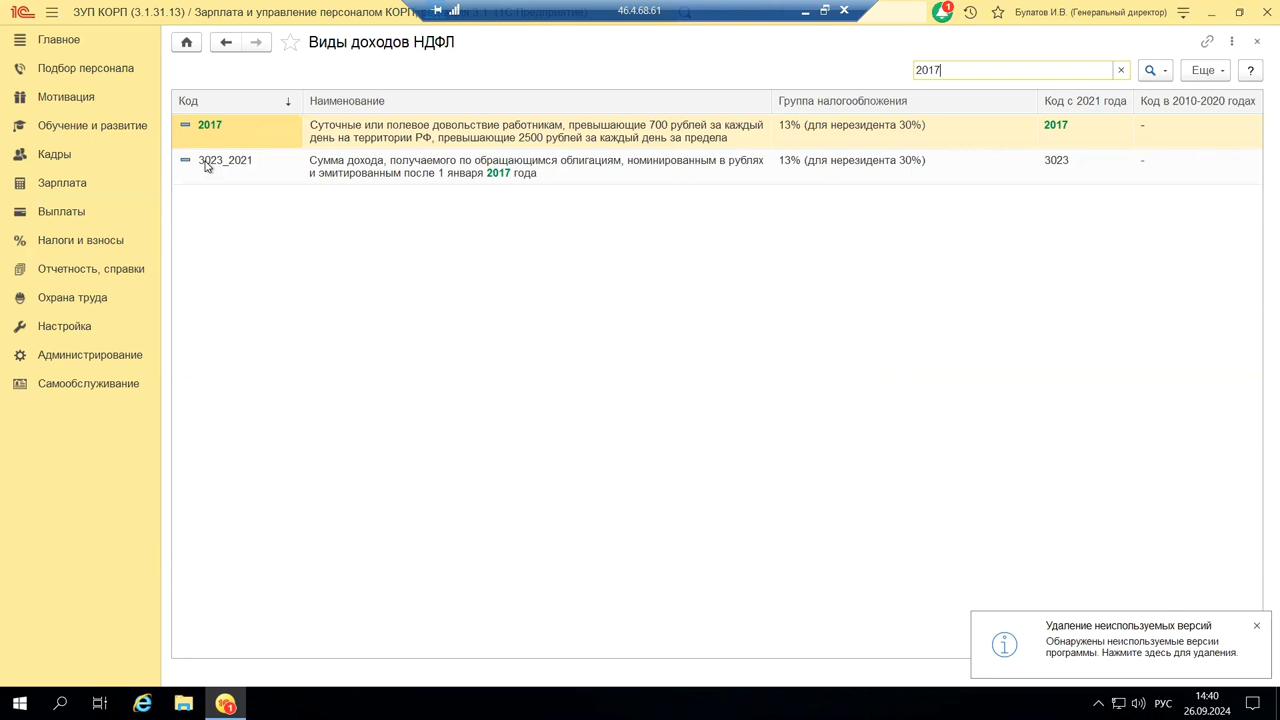 ЗУП КОРП (3.1.31.13) / Зарплата и управление персоналом КОРП,
46.4.68.61
1
Булатов И.В. (Генеральный директор)
Главное
Подбор персонала
Мотивация
Обучение и развитие
Кадры
Зарплата
Выплаты
Налоги и взносы
Отчетность, справки
Охрана труда
Настройка
Администрирование
Самообслуживание
Виды доходов НДФЛ
2017
Еще
?
Код
Наименование
Группа налогообложения
Код с 2021 года
Код в 2010-2020 годах
2017
Суточные или полевое довольствие работникам, превышающие 700 рублей за каждый
день на территории РФ, превышающие 2500 рублей за каждый день за предела
13% (для нерезидента 30%)
2017
-
3023_2021
Сумма дохода, получаемого по обращающимся облигациям, номинированным в рублях
и эмитированным после 1 января 2017 года
13% (для нерезидента 30%)
3023
-
Удаление неиспользуемых версий
Обнаружены неиспользуемые версии
программы. Нажмите здесь для удаления.
1
РУС
14:40
26.09.2024